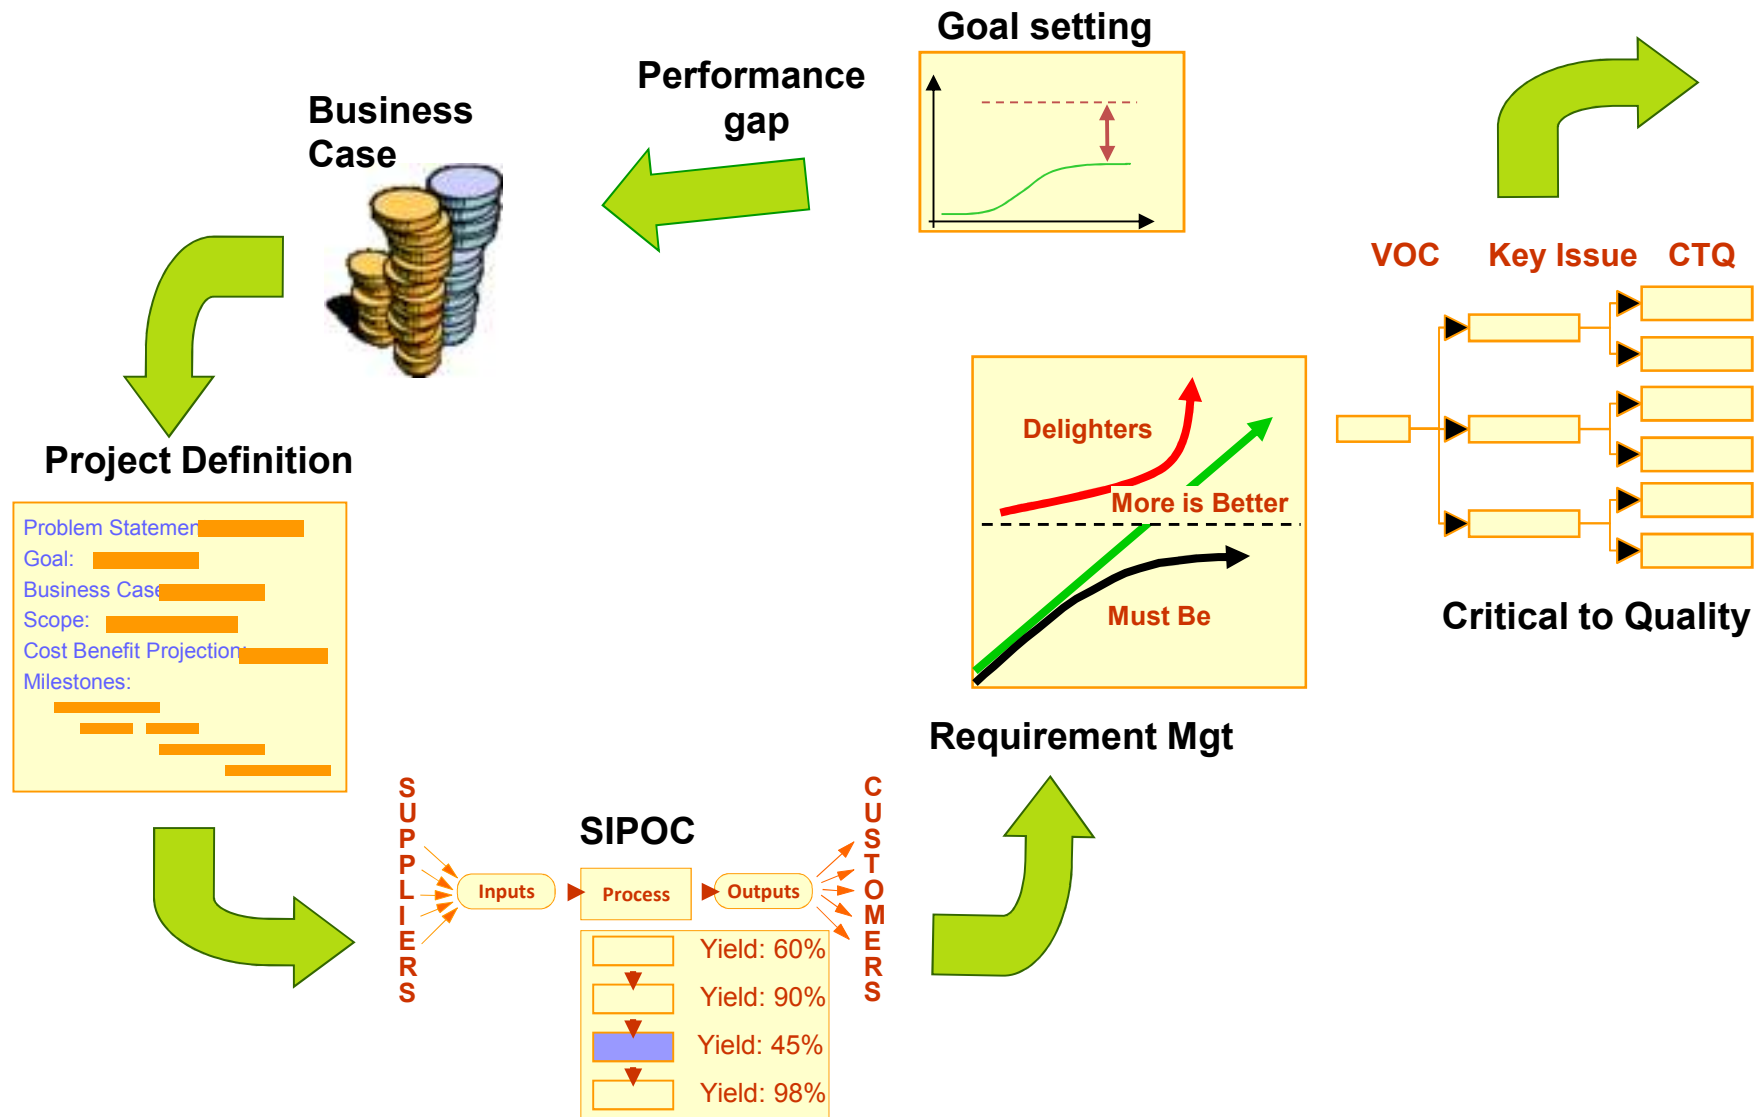 Goal setting
Performance
gap
Business
Case
VOC Key Issue CTQ
Project Definition
Problem Statemen
Goal:
Business Case
Scope:
Cost Benefit Projection:
Milestones:
Delighters
More is Better
Must Be
Critical to Quality
Requirement Mgt
SUPPLIERS
SIPOC
Inputs
Process
Outputs
CUSTOMERS
Yield: 60%
Yield: 90%
Yield: 45%
Yield: 98%